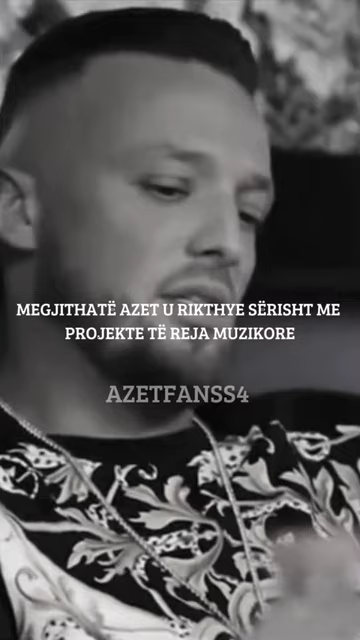 MEGJITHATË AZET U RIKTHYE SËRISHT ME
PROJEKTE TË REJA MUZIKORE
AZETFANSS4